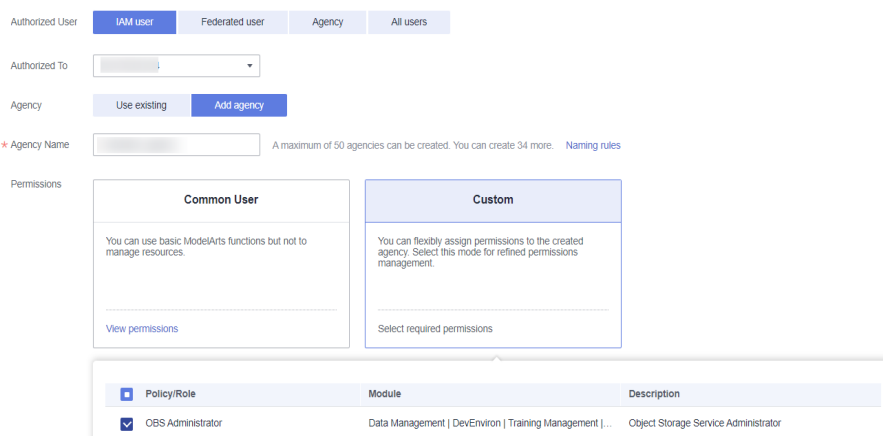 Authorized User IAM user Federated user Agency All users
Authorized To
Agency Use existing Add agency
* Agency Name A maximum of 50 agencies can be created. You can create 34 more. Naming rules
Permissions
Common User
You can use basic ModelArts functions but not to
manage resources.
View permissions
Custom
You can flexibly assign permissions to the created
agency. Select this mode for refined permissions
management.
Select required permissions
Policy/Role Module Description
OBS Administrator Data Management | DevEnviron | Training Management |... Object Storage Service Administrator